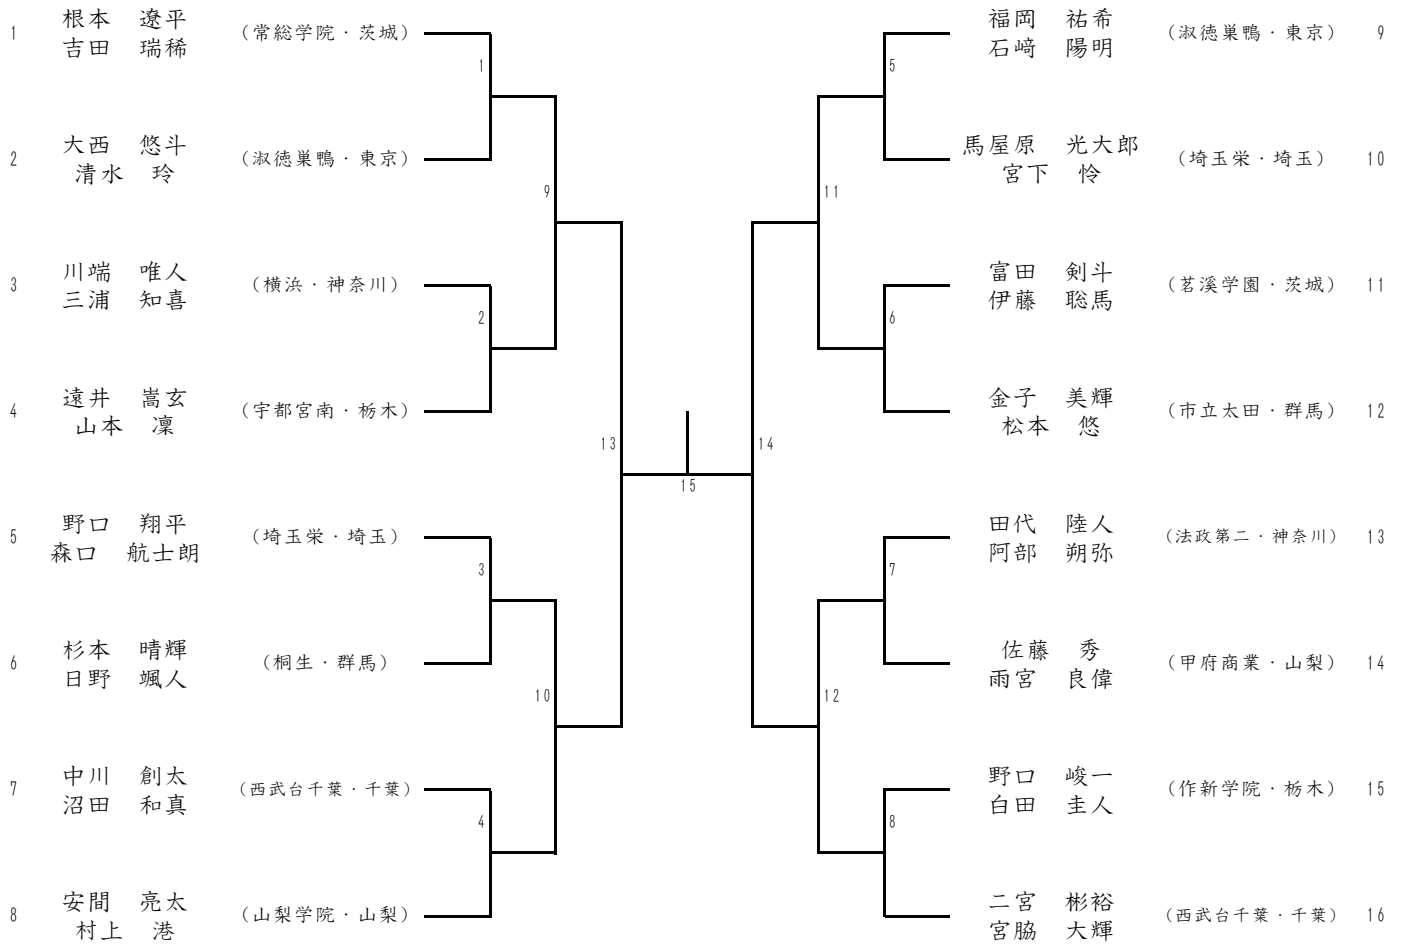 1 根本 遼平 (常総学院・茨城)
吉田 瑞稀
1
2 大西 悠斗 (淑徳巣鴨・東京)
清水 玲
9
3 川端 唯人 (横浜・神奈川)
三浦 知喜
2
4 遠井 嵩玄 (宇都宮南・栃木)
山本 凜
13
5 野口 翔平 (埼玉栄・埼玉)
森口 航士朗
3
6 杉本 晴輝 (桐生・群馬)
日野 颯人
10
7 中川 創太 (西武台千葉・千葉)
沼田 和真
4
8 安間 亮太 (山梨学院・山梨)
村上 港
15
福岡 祐希 (淑徳巣鴨・東京) 9
石﨑 陽明
5
馬屋原 光大郎 (埼玉栄・埼玉) 10
宮下 怜
11
富田 剣斗 (茗溪学園・茨城) 11
伊藤 聡馬
6
金子 美輝 (市立太田・群馬) 12
松本 悠
14
田代 陸人 (法政第二・神奈川) 13
阿部 朔弥
7
佐藤 秀 (甲府商業・山梨) 14
雨宮 良偉
12
野口 峻一 (作新学院・栃木) 15
白田 圭人
8
二宮 彬裕 (西武台千葉・千葉) 16
宮脇 大輝